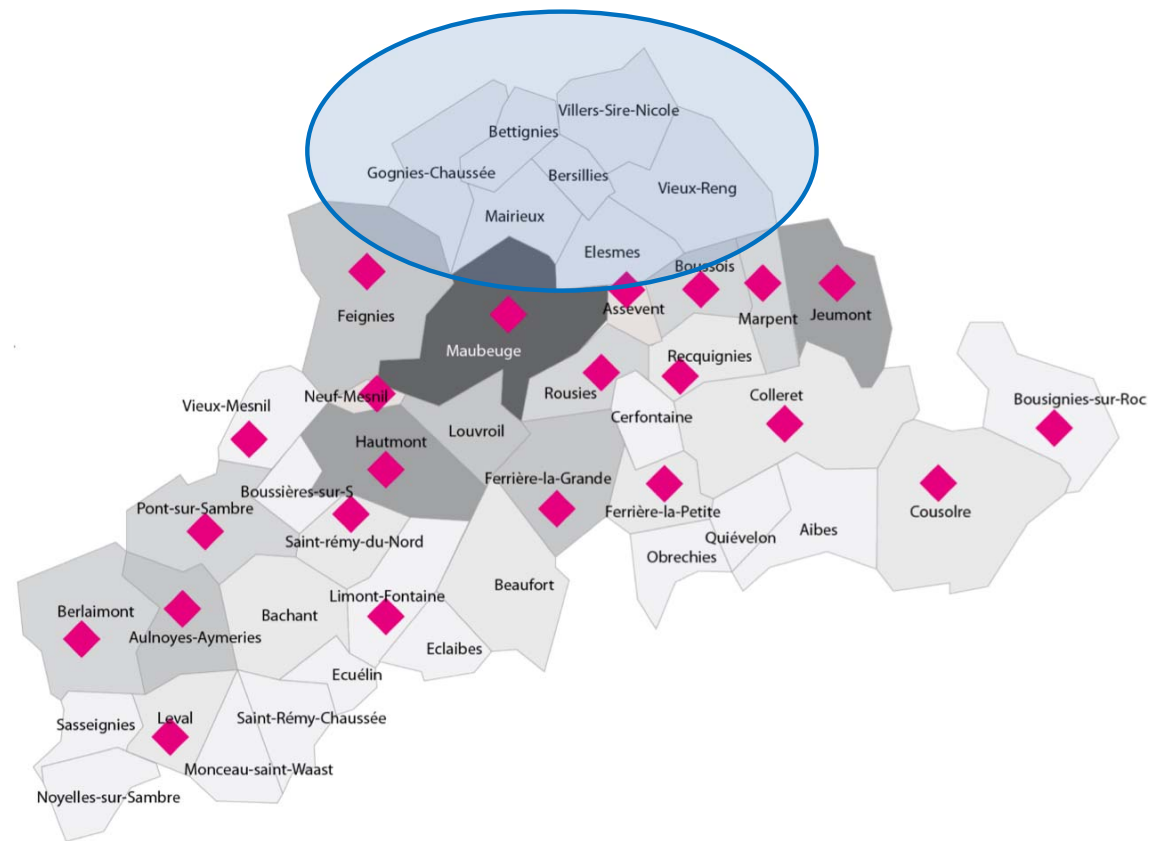 Villers-Sire-Nicole
Bettignies
Gognies-Chaussée
Bersillies
Vieux-Reng
Mairieux
Elesmes
Boussois
Assevent
Feignies
Marpent
Jeumont
Maubeuge
Recquignies
Neuf-Mesnil
Rousies
Colleret
Bousignies-sur-Roc
Vieux-Mesnil
Cerfontaine
Louvroil
Hautmont
Ferrière-la-Grande
Boussières-sur-S
Pont-sur-Sambre
Ferrière-la-Petite
Cousolre
Aibes
Quiévelon
Saint-rémy-du-Nord
Obrechies
Beaufort
Limont-Fontaine
Berlaimont
Bachant
Aulnoyes-Aymeries
Eclaibes
Ecuélin
Leval
Saint-Rémy-Chaussée
Sasseignies
Monceau-saint-Waast
Noyelles-sur-Sambre